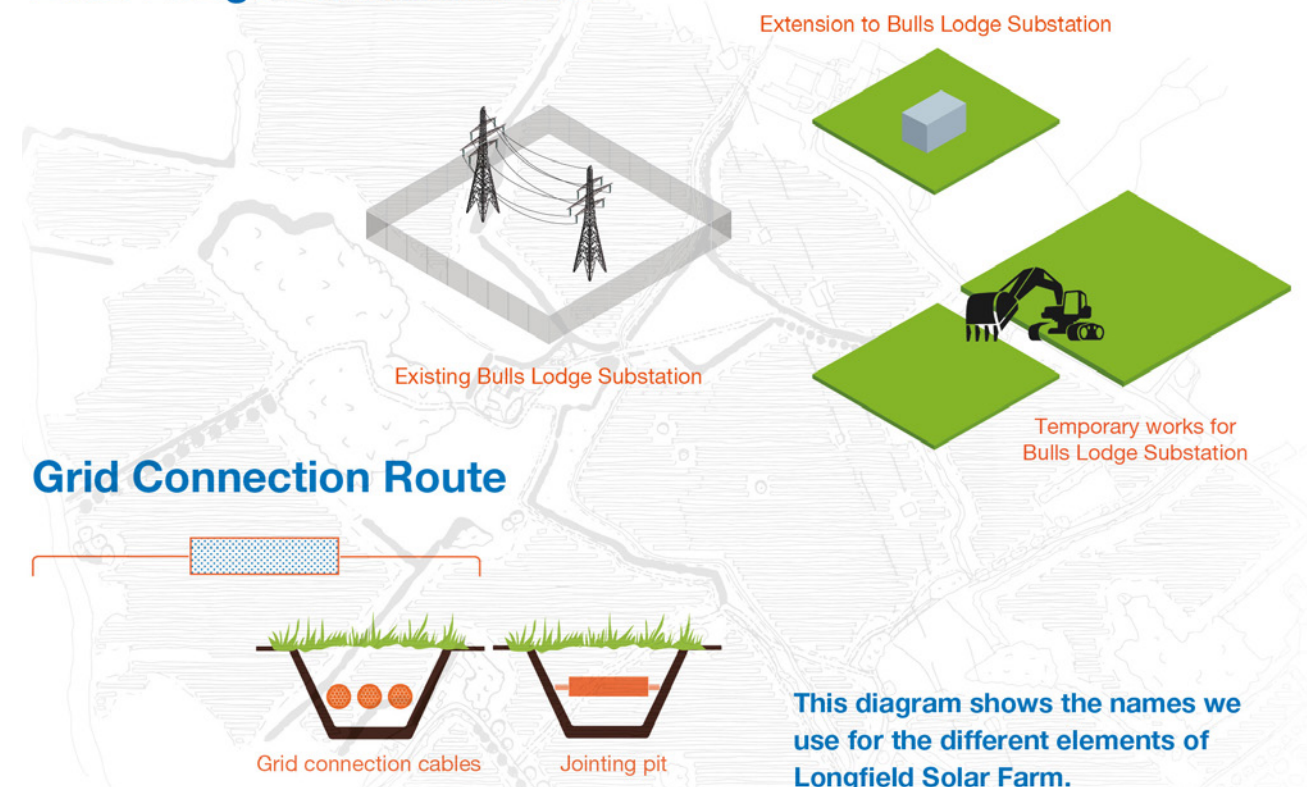 Extension to Bulls Lodge Substation
Existing Bulls Lodge Substation
Temporary works for
Bulls Lodge Substation
Grid Connection Route
Grid connection cables
Jointing pit
This diagram shows the names we
use for the different elements of
Longfield Solar Farm.